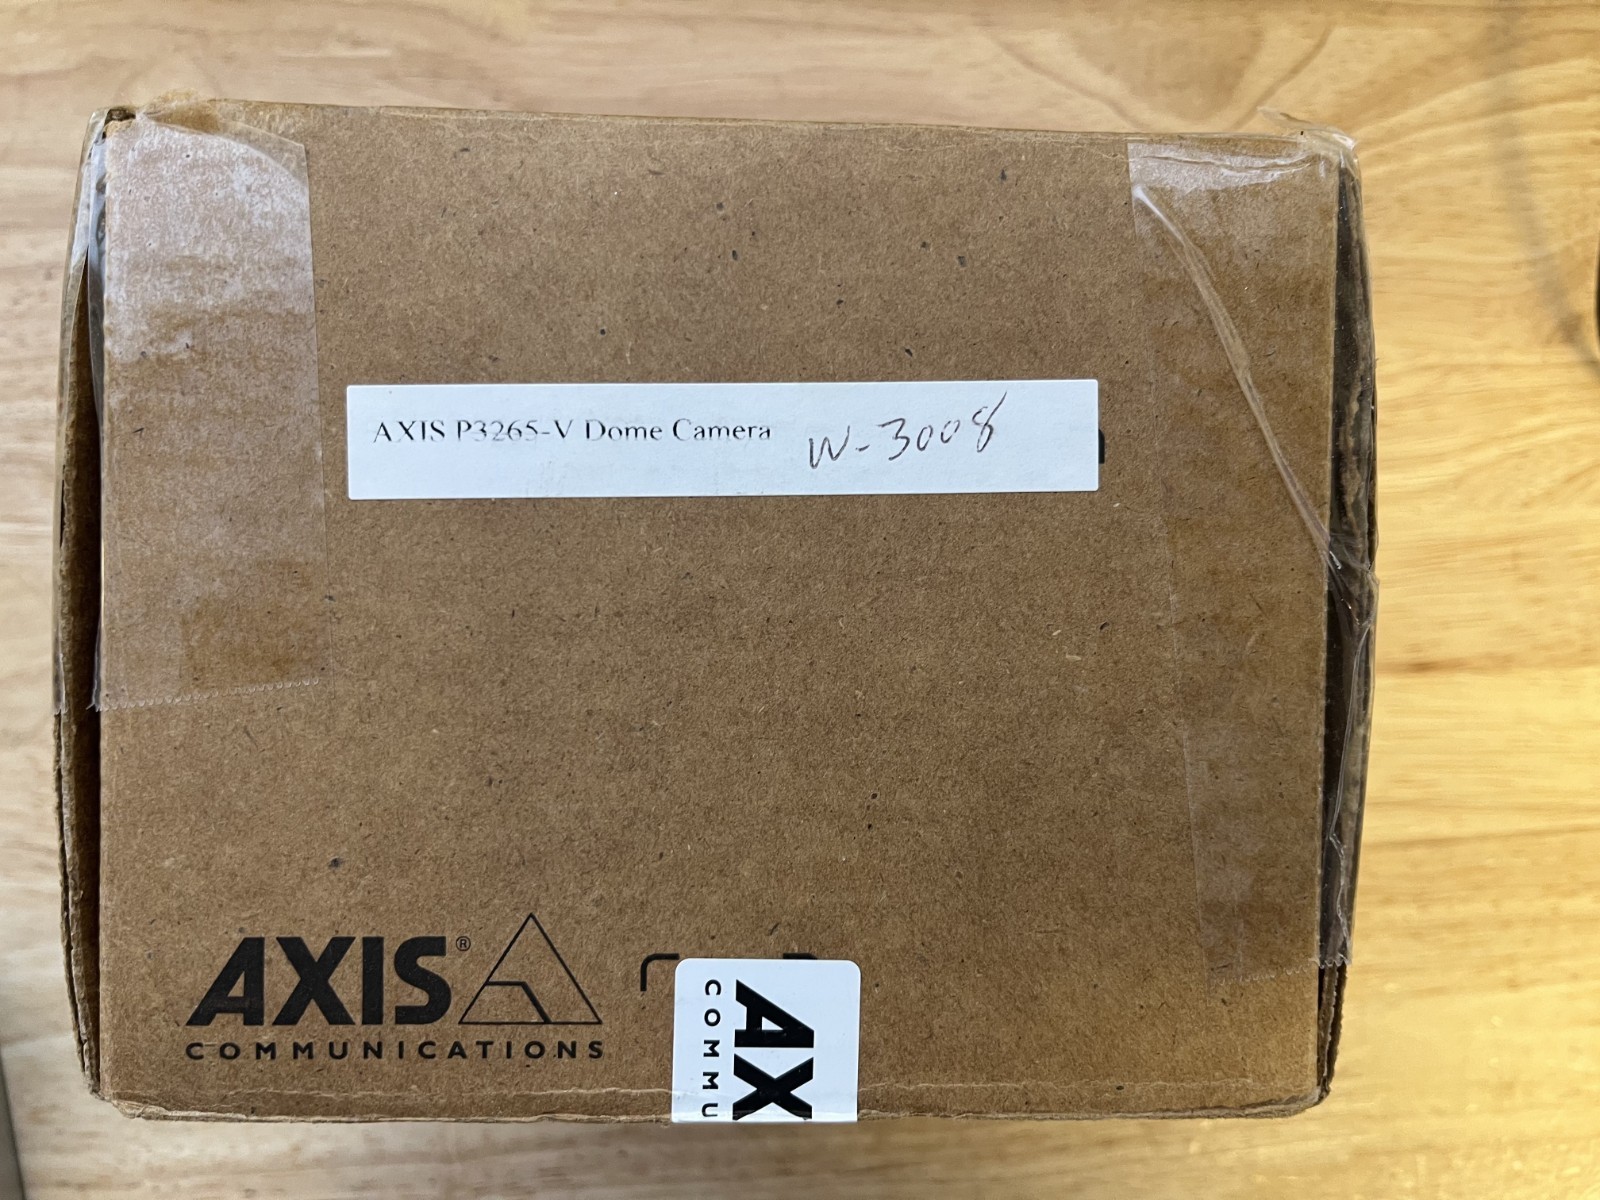 AXIS P3265-V Dome Camera W-3008
AXIS®
COMMUNICATIONS
AX
COMMU